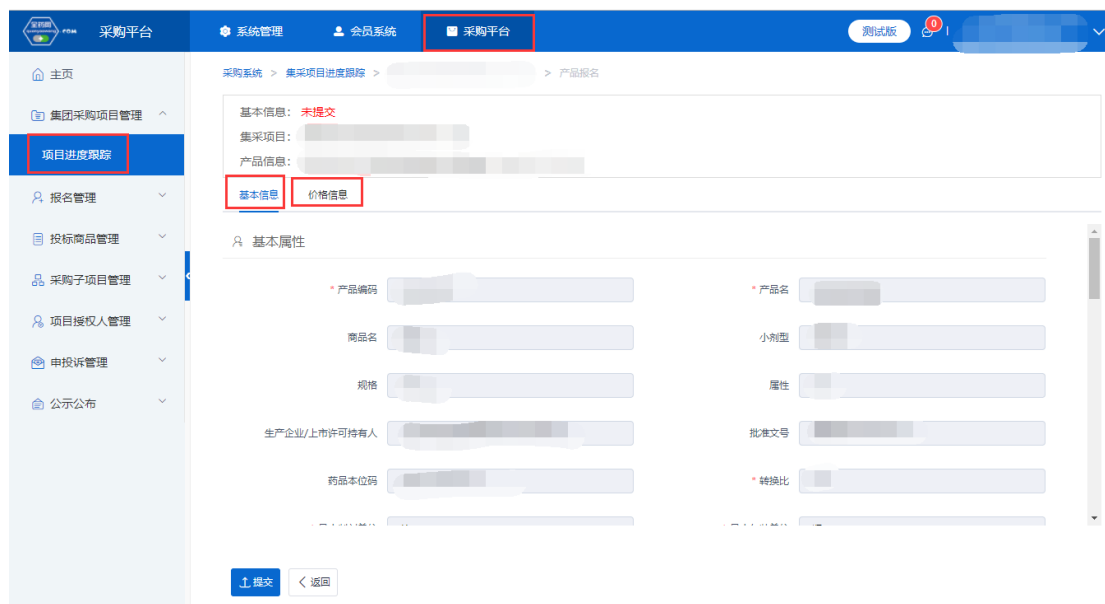 全药网
采购平台
系统管理
会员系统
采购平台
测试版
0
主页
集团采购项目管理
项目进度跟踪
报名管理
投标商品管理
采购子项目管理
项目授权人管理
申投诉管理
公示公布
采购系统 > 集采项目进度跟踪 > > 产品报名
基本信息: 未提交
集采项目:
产品信息:
基本信息 价格信息
基本属性
* 产品编码 * 产品名
商品名 小剂型
规格 属性
生产企业/上市许可持有人 批准文号
药品本位码 * 转换比
提交 返回